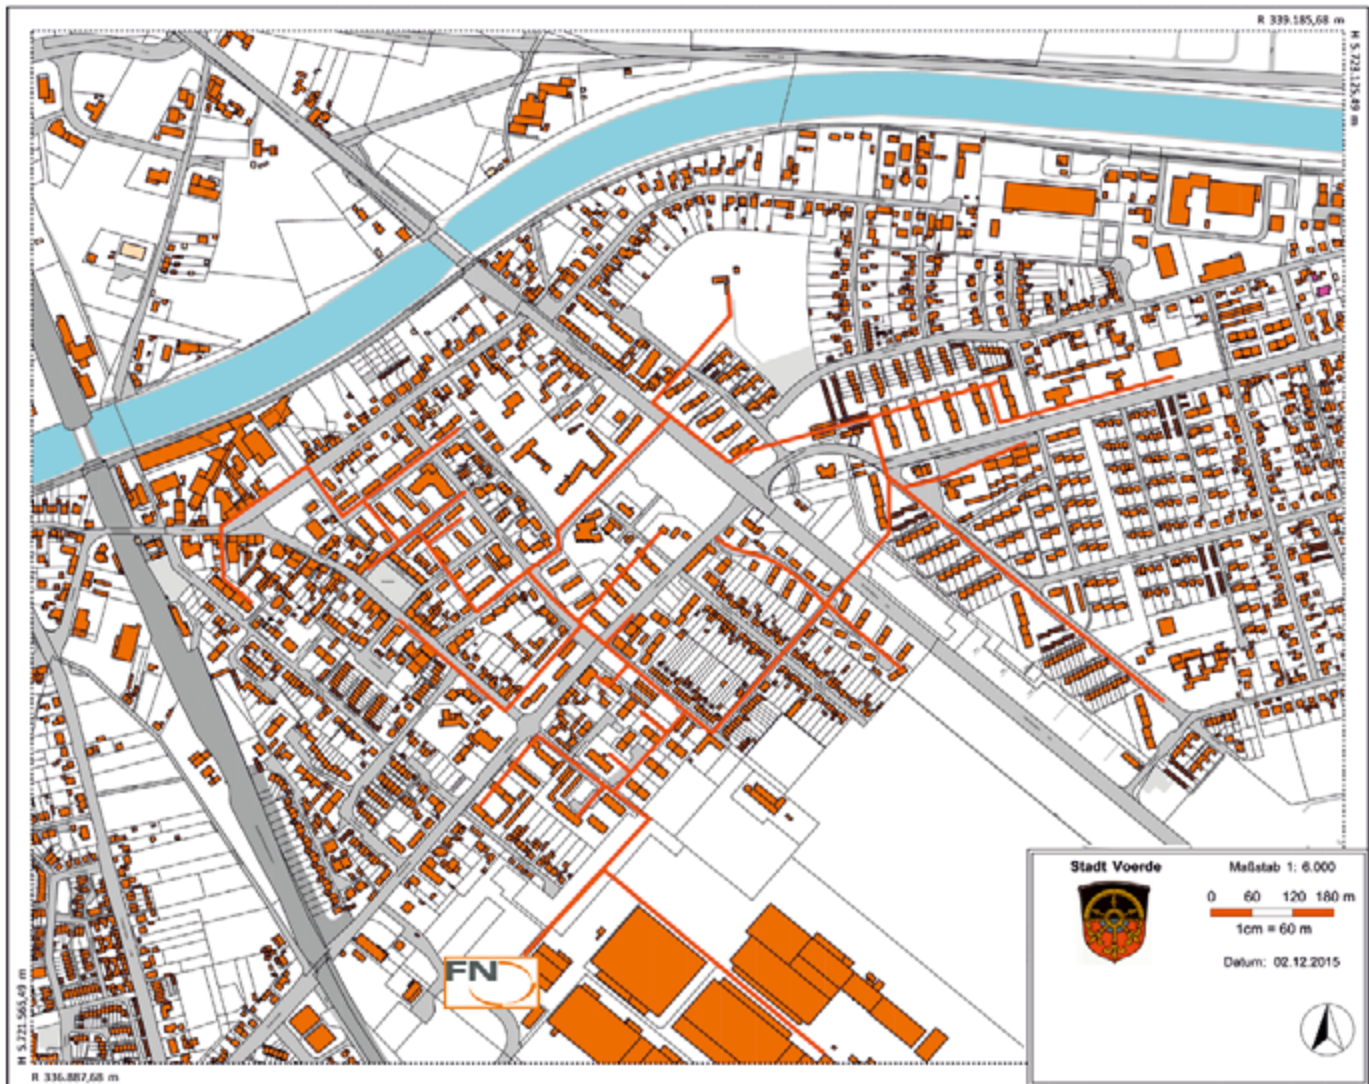 R 339.185,68 m
H 5.723.125,49 m
Stadt Voerde
Maßstab 1: 6.000
0 60 120 180 m
1cm = 60 m
Datum: 02.12.2015
FN
H 5.721.565,49 m
R 336.887,68 m